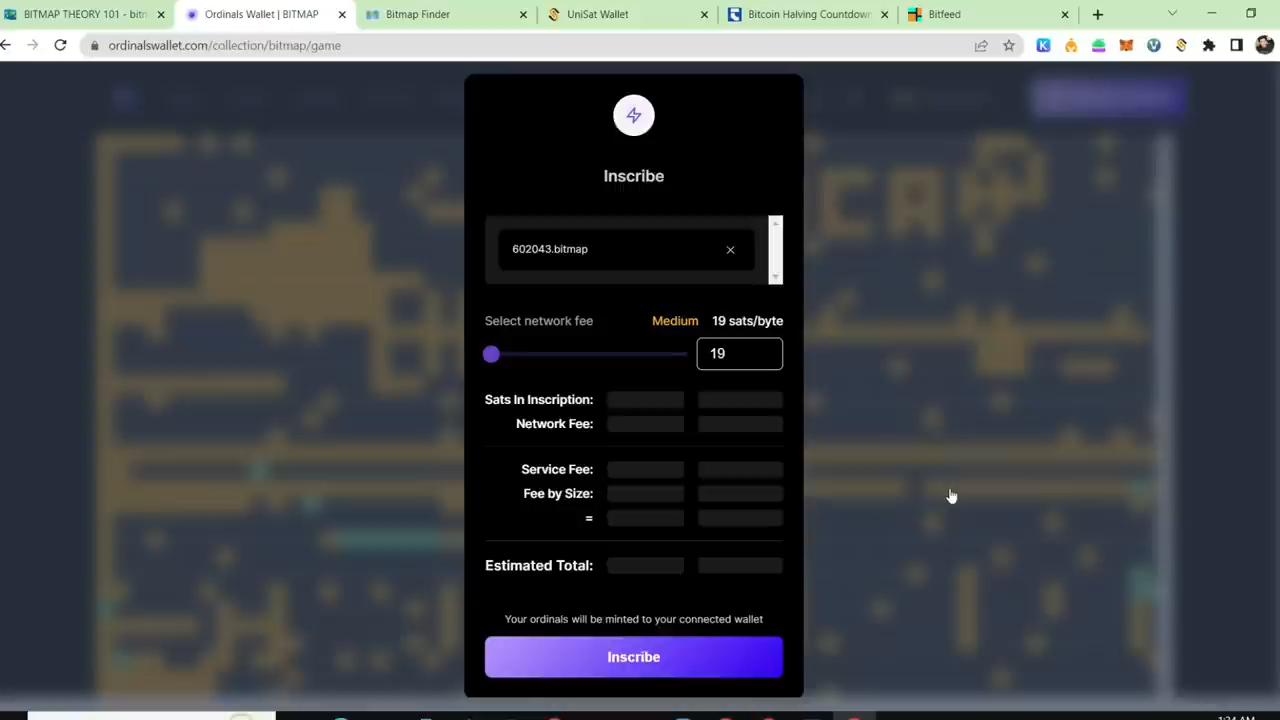 BITMAP THEORY 101 - bitm
Ordinals Wallet | BITMAP
Bitmap Finder
UniSat Wallet
Bitcoin Halving Countdown
Bitfeed
ordinalswallet.com/collection/bitmap/game
Inscribe
602043.bitmap
Select network fee Medium 19 sats/byte
19
Sats In Inscription:
Network Fee:
Service Fee:
Fee by Size:
=
Estimated Total:
Your ordinals will be minted to your connected wallet
Inscribe